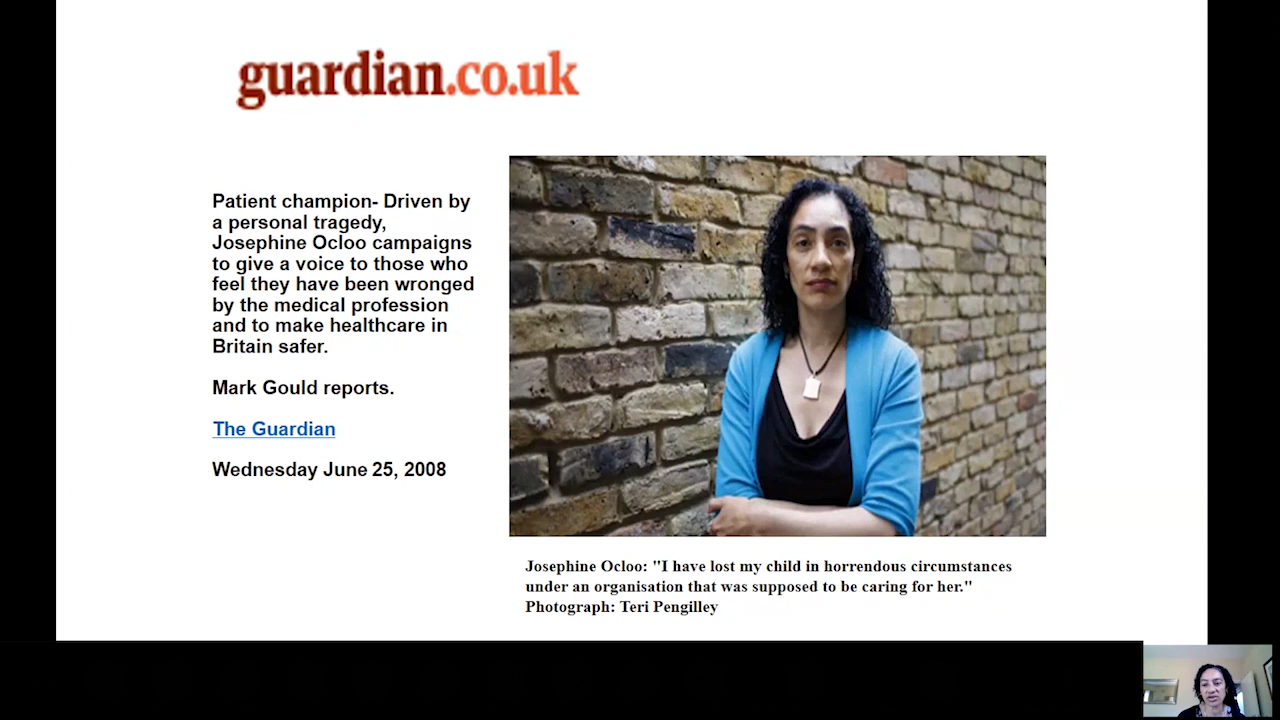 guardian.co.uk
Patient champion- Driven by
a personal tragedy,
Josephine Ocloo campaigns
to give a voice to those who
feel they have been wronged
by the medical profession
and to make healthcare in
Britain safer.
Mark Gould reports.
The Guardian
Wednesday June 25, 2008
Josephine Ocloo: "I have lost my child in horrendous circumstances
under an organisation that was supposed to be caring for her."
Photograph: Teri Pengilley